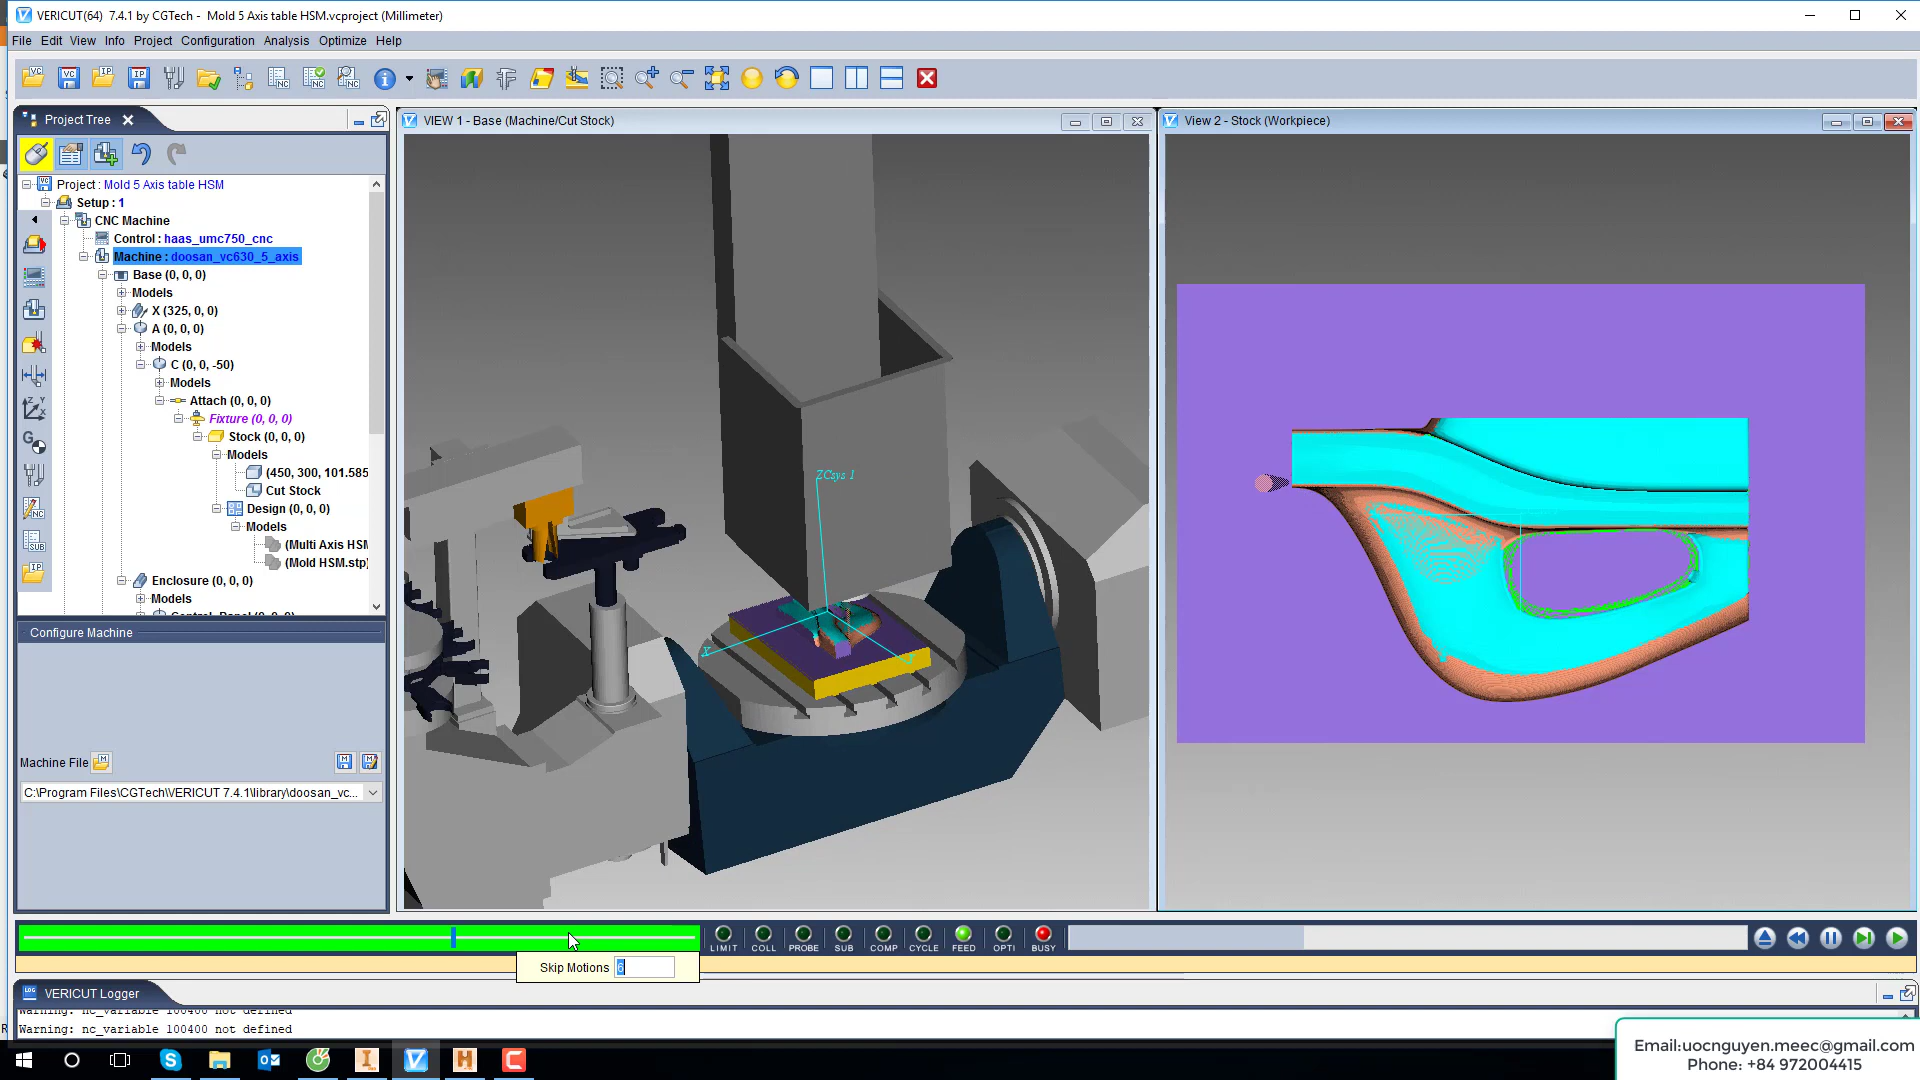 VERICUT(64)  7.4.1 by CGTech -  Mold 5 Axis table HSM.vcproject (Millimeter)
File Edit View Info Project Configuration Analysis Optimize Help
Project Tree
VIEW 1 - Base (Machine/Cut Stock)
View 2 - Stock (Workpiece)
Project : Mold 5 Axis table HSM
Setup : 1
CNC Machine
Control : haas_umc750_cnc
Machine : doosan_vc630_5_axis
Base (0, 0, 0)
Models
X (325, 0, 0)
A (0, 0, 0)
Models
C (0, 0, -50)
Models
Attach (0, 0, 0)
Fixture (0, 0, 0)
Stock (0, 0, 0)
Models
(450, 300, 101.585
Cut Stock
Design (0, 0, 0)
Models
(Multi Axis HSM
(Mold HSM.stp)
Enclosure (0, 0, 0)
Models
ZCsys 1
X
Configure Machine
Machine File
C:\Program Files\CGTech\VERICUT 7.4.1\library\doosan_vc...
LIMIT COLL PROBE SUB COMP CYCLE FEED OPTI BUSY
Skip Motions
VERICUT Logger
Warning: nc_variable 100400 not defined
Warning: nc_variable 100400 not defined
Email:uocnguyen.meec@gmail.com
Phone: +84 972004415